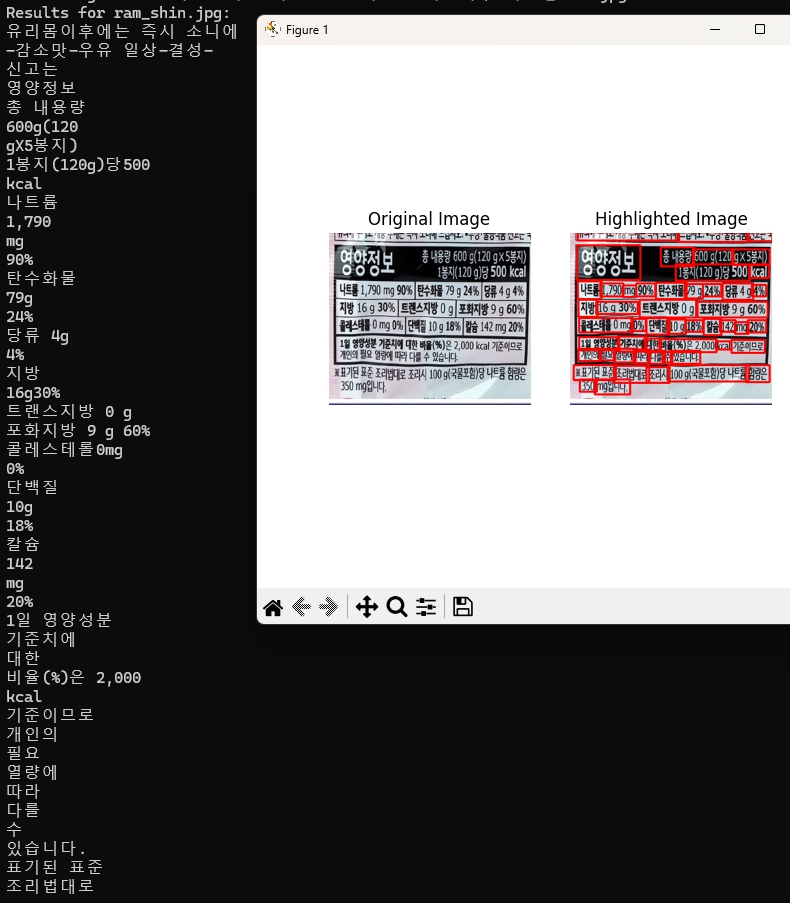 Results for ram_shin.jpg:
유리몸이후에는 즉시 소니에
-감소맛-우유 일상-결성-
신고는
영양정보
총 내용량
600g(120
gX5봉지)
1봉지(120g)당500
kcal
나트륨
1,790
mg
90%
탄수화물
79g
24%
당류 4g
4%
지방
16g30%
트랜스지방 0 g
포화지방 9 g 60%
콜레스테롤0mg
0%
단백질
10g
18%
칼슘
142
mg
20%
1일 영양성분
기준치에
대한
비율(%)은 2,000
kcal
기준이므로
개인의
필요
열량에
따라
다를
수
있습니다.
표기된 표준
조리법대로
Figure 1
Original Image
영양정보
총 내용량 600 g(120 g×5봉지)
1봉지(120 g)당 500 kcal
나트륨 1,790 mg 90% 탄수화물 79 g 24% 당류 4 g 4%
지방 16 g 30% 트랜스지방 0 g 포화지방 9 g 60%
콜레스테롤 0 mg 0% 단백질 10 g 18% 칼슘 142 mg 20%
1일 영양성분 기준치에 대한 비율(%)은 2,000 kcal 기준이므로
개인의 필요 열량에 따라 다를 수 있습니다.
※표기된 표준 조리법대로 조리시 100 g(국물포함)당 나트륨 함량은
350 mg입니다.
Highlighted Image
영양정보
총 내용량 600 g(120 g×5봉지)
1봉지(120 g)당 500 kcal
나트륨 1,790 mg 90% 탄수화물 79 g 24% 당류 4 g 4%
지방 16 g 30% 트랜스지방 0 g 포화지방 9 g 60%
콜레스테롤 0 mg 0% 단백질 10 g 18% 칼슘 142 mg 20%
1일 영양성분 기준치에 대한 비율(%)은 2,000 kcal 기준이므로
개인의 필요 열량에 따라 다를 수 있습니다.
※표기된 표준 조리법대로 조리시 100 g(국물포함)당 나트륨 함량은
350 mg입니다.